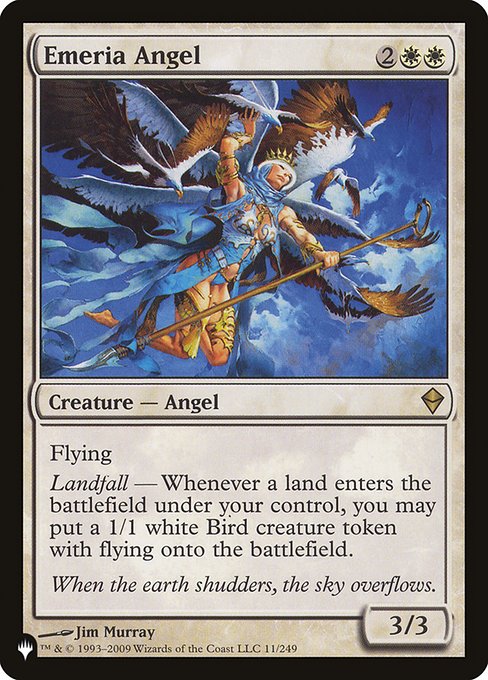 Emeria Angel 2
Creature — Angel
Flying
Landfall — Whenever a land enters the
battlefield under your control, you may
put a 1/1 white Bird creature token
with flying onto the battlefield.
When the earth shudders, the sky overflows.
Jim Murray
3/3
™ & © 1993–2009 Wizards of the Coast LLC 11/249